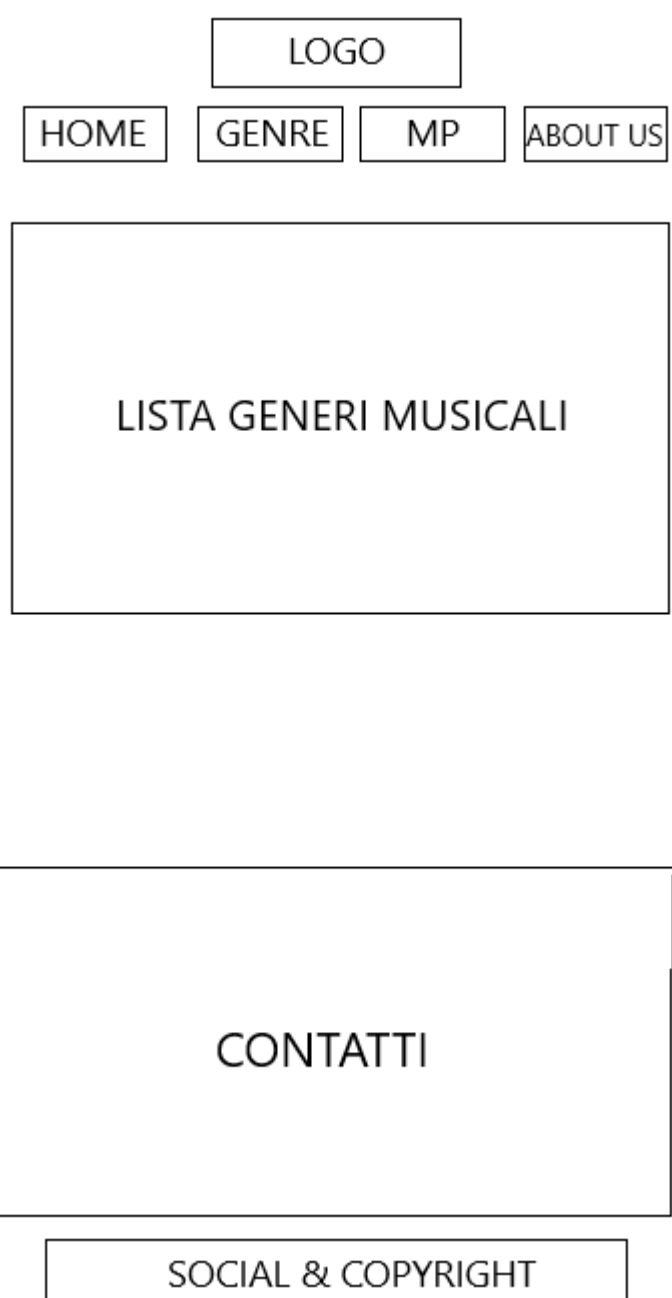 LOGO
HOME GENRE MP ABOUT US
LISTA GENERI MUSICALI
CONTATTI
SOCIAL & COPYRIGHT